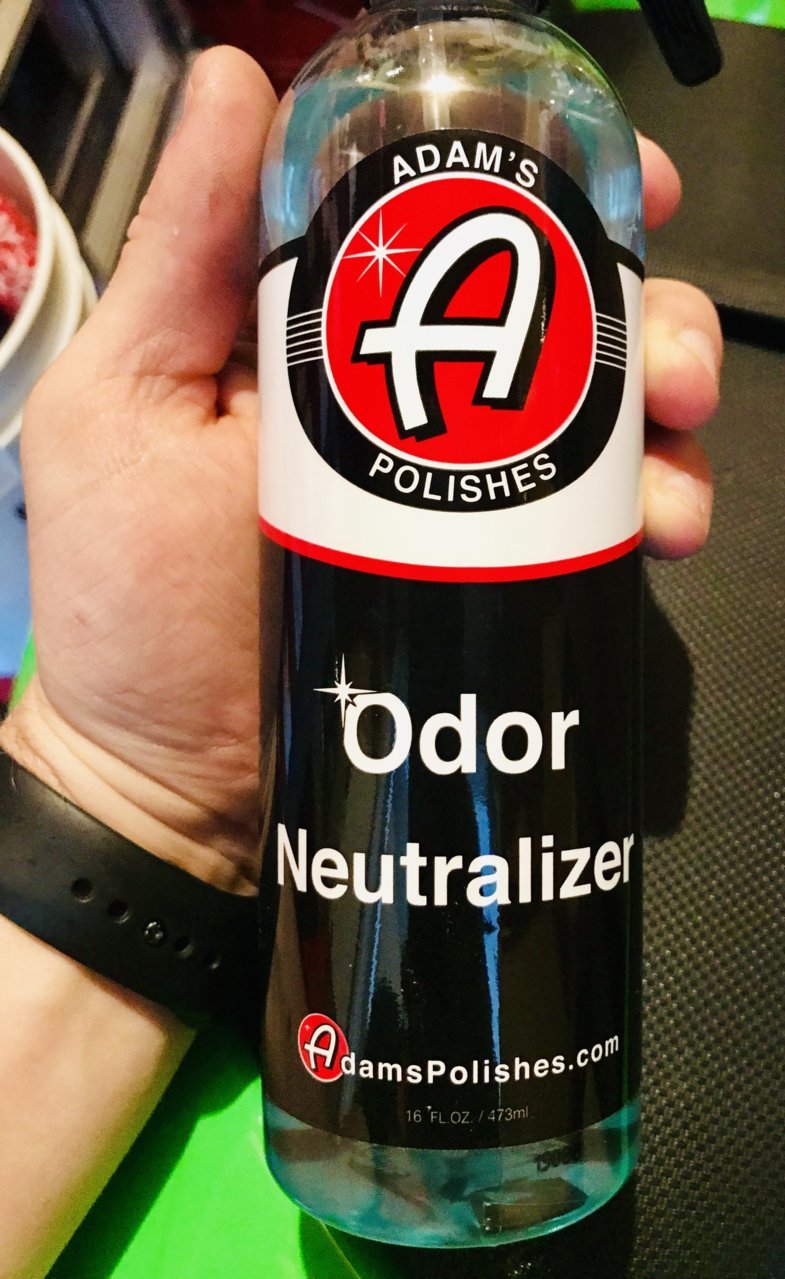 ADAM'S
A
POLISHES
Odor
Neutralizer
AdamsPolishes.com
16 FL.OZ. / 473ml